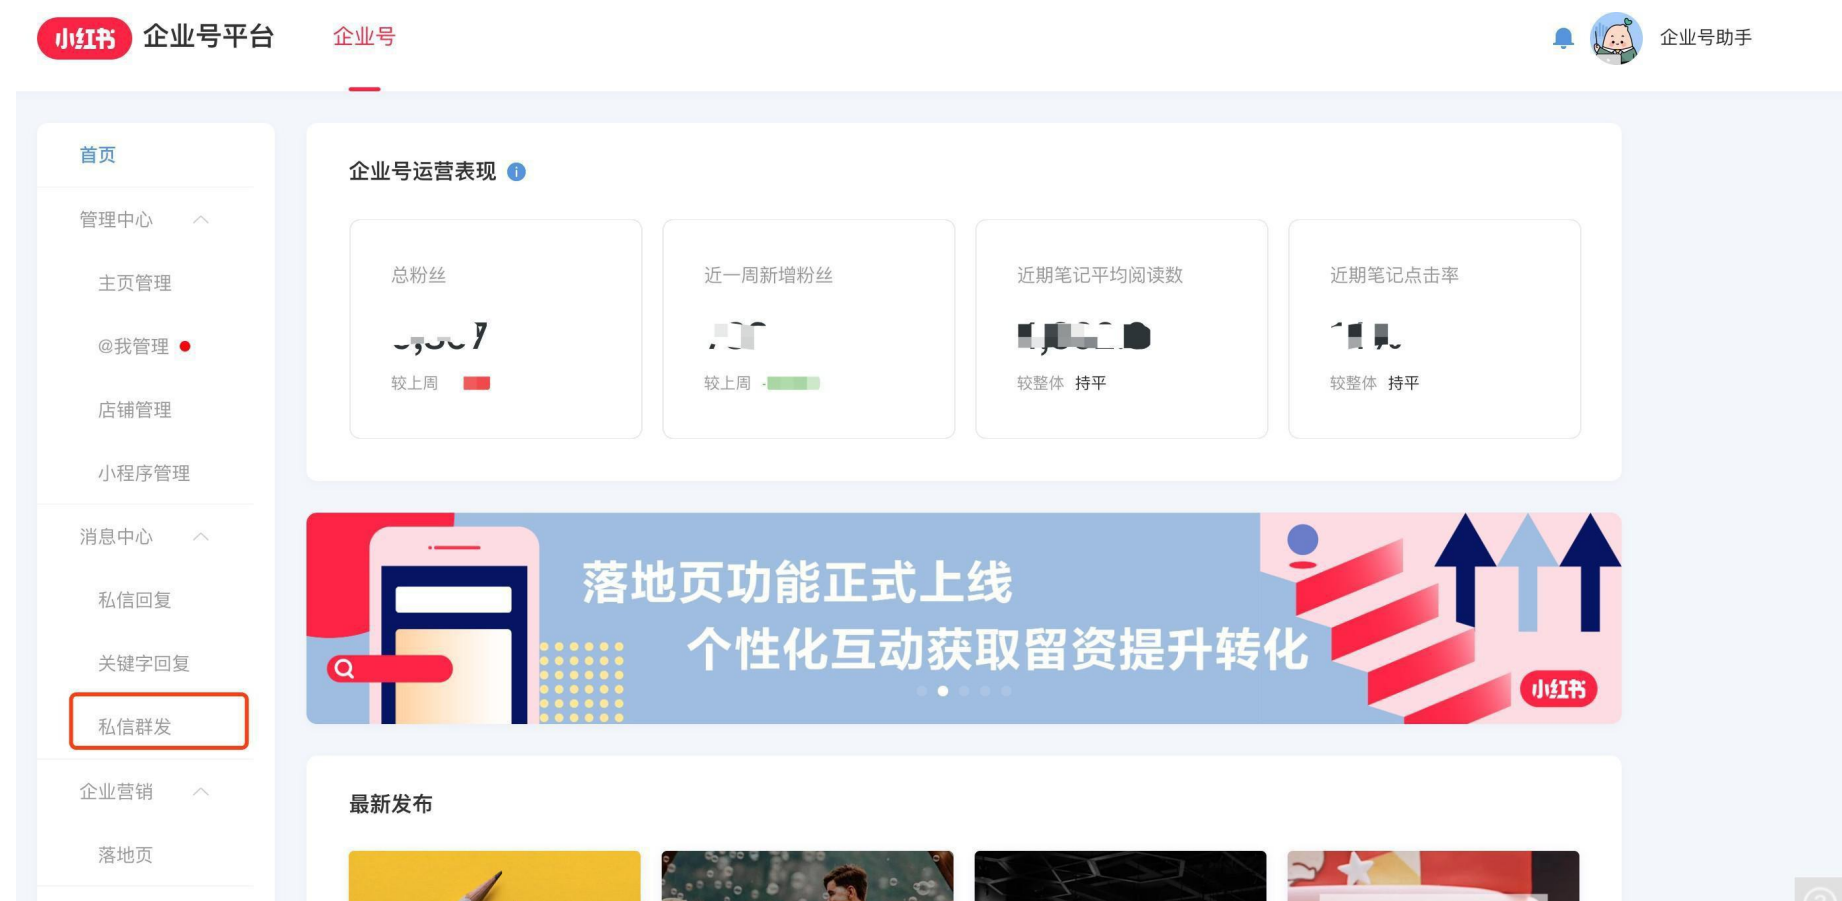 小红书 企业号平台 企业号 企业号助手
首页
管理中心
主页管理
@我管理
店铺管理
小程序管理
消息中心
私信回复
关键字回复
私信群发
企业营销
落地页
企业号运营表现
总粉丝
较上周
近一周新增粉丝
较上周
近期笔记平均阅读数
较整体 持平
近期笔记点击率
较整体 持平
落地页功能正式上线
个性化互动获取留资提升转化
小红书
最新发布